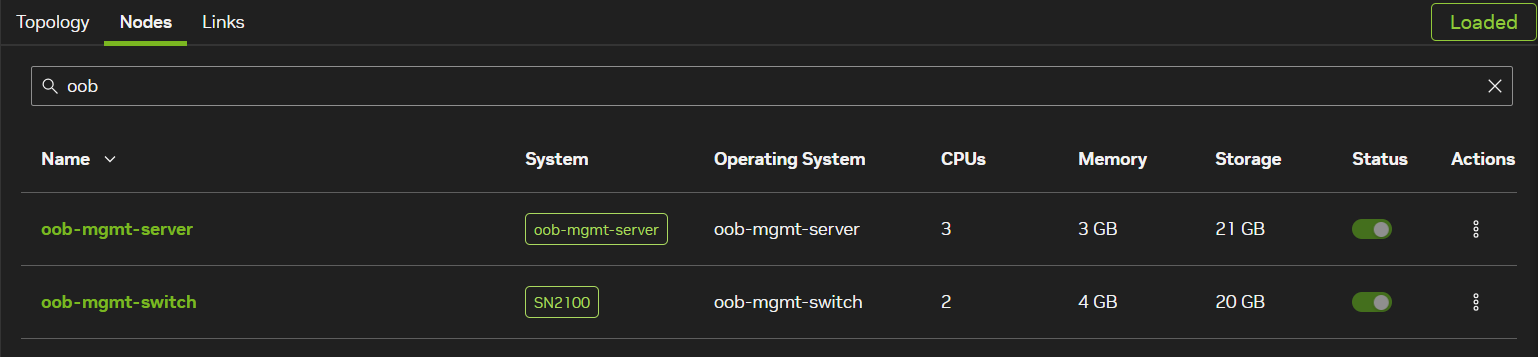 Topology Nodes Links Loaded
oob
Name System Operating System CPUs Memory Storage Status Actions
oob-mgmt-server oob-mgmt-server oob-mgmt-server 3 3 GB 21 GB
oob-mgmt-switch SN2100 oob-mgmt-switch 2 4 GB 20 GB